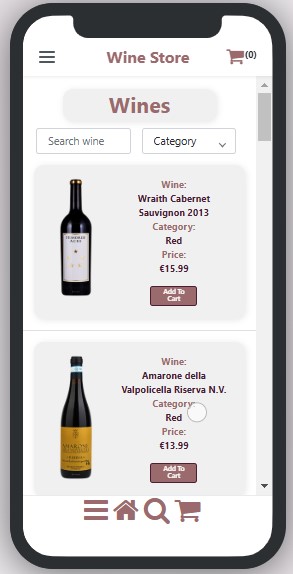 Wine Store
(0)
Wines
Search wine
Category
Wine:
Wraith Cabernet
Sauvignon 2013
Category:
Red
Price:
€15.99
Add To
Cart
Wine:
Amarone della
Valpolicella Riserva N.V.
Category:
Red
Price:
€13.99
Add To
Cart